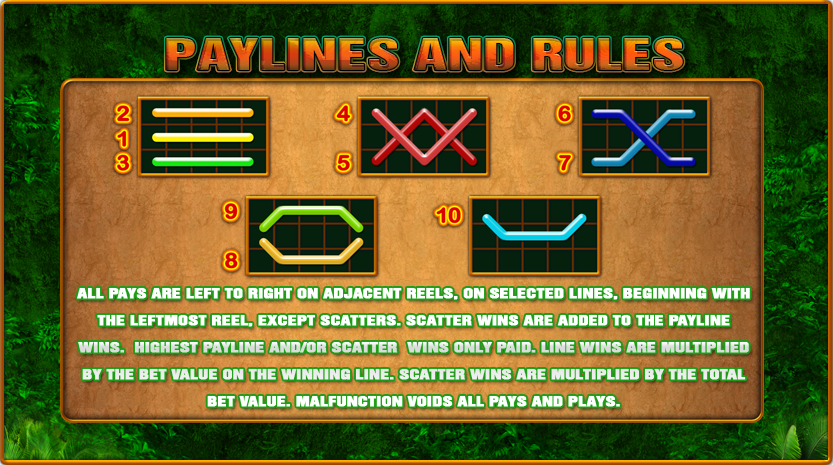 PAYLINES AND RULES
2
1
3
4
5
6
7
9
8
10
ALL PAYS ARE LEFT TO RIGHT ON ADJACENT REELS, ON SELECTED LINES, BEGINNING WITH
THE LEFTMOST REEL, EXCEPT SCATTERS. SCATTER WINS ARE ADDED TO THE PAYLINE
WINS. HIGHEST PAYLINE AND/OR SCATTER WINS ONLY PAID. LINE WINS ARE MULTIPLIED
BY THE BET VALUE ON THE WINNING LINE. SCATTER WINS ARE MULTIPLIED BY THE TOTAL
BET VALUE. MALFUNCTION VOIDS ALL PAYS AND PLAYS.